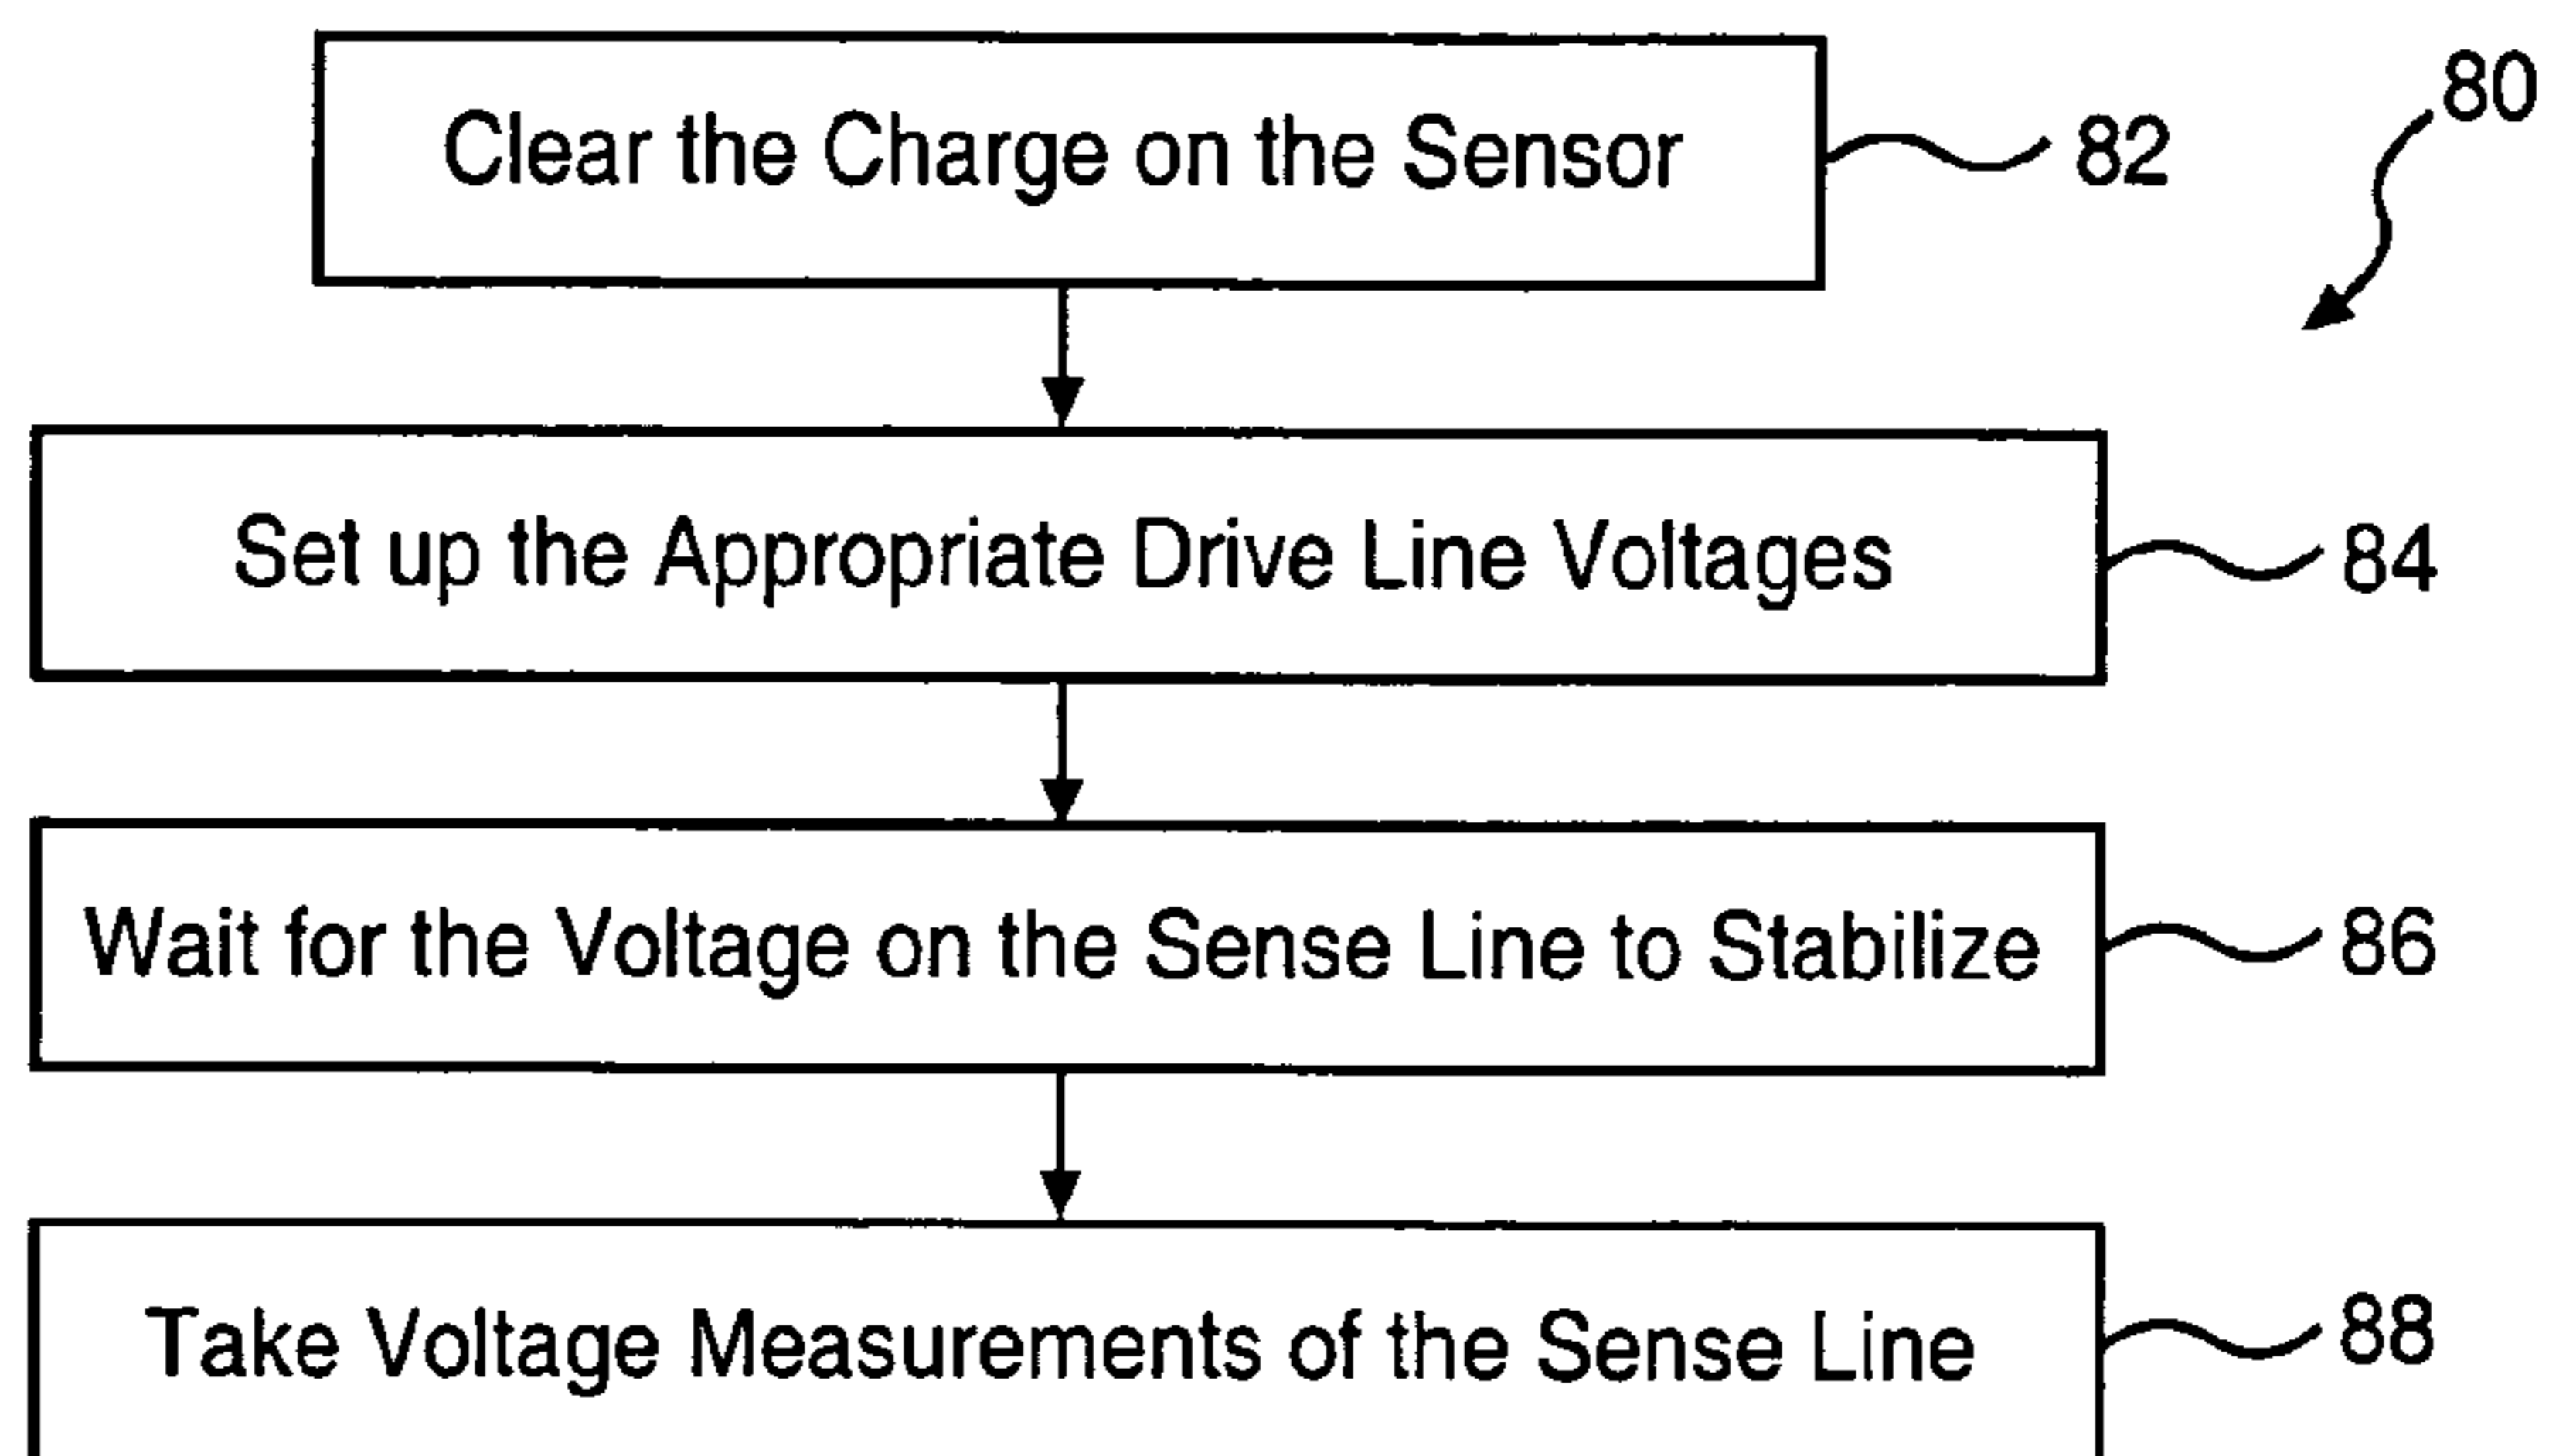 80
Clear the Charge on the Sensor 82
Set up the Appropriate Drive Line Voltages 84
Wait for the Voltage on the Sense Line to Stabilize 86
Take Voltage Measurements of the Sense Line 88